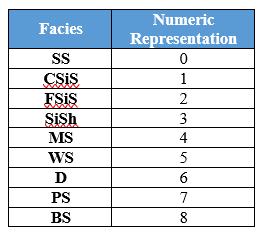 Facies Numeric Representation
SS 0
CSiS 1
FSiS 2
SiSh 3
MS 4
WS 5
D 6
PS 7
BS 8